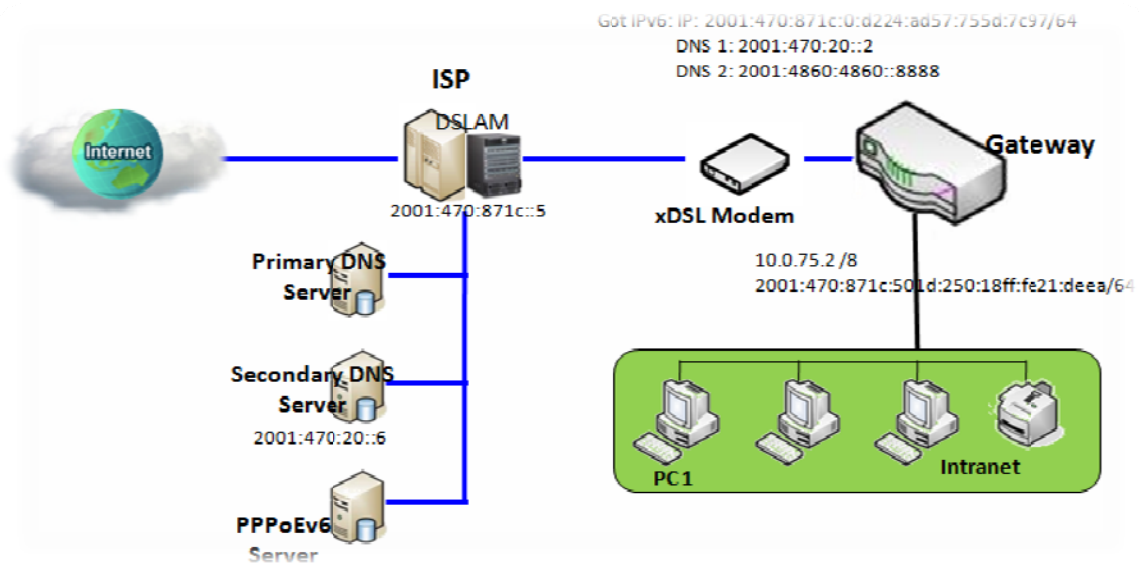 Got IPv6: IP: 2001:470:871c:0:d224:ad57:755d:7c97/64
DNS 1: 2001:470:20::2
DNS 2: 2001:4860:4860::8888
ISP
DSLAM
Internet
Gateway
2001:470:871c::5
xDSL Modem
Primary DNS
Server
10.0.75.2 /8
2001:470:871c:501d:250:18ff:fe21:deea/64
Secondary DNS
Server
2001:470:20::6
PC1
Intranet
PPPoEv6
Server